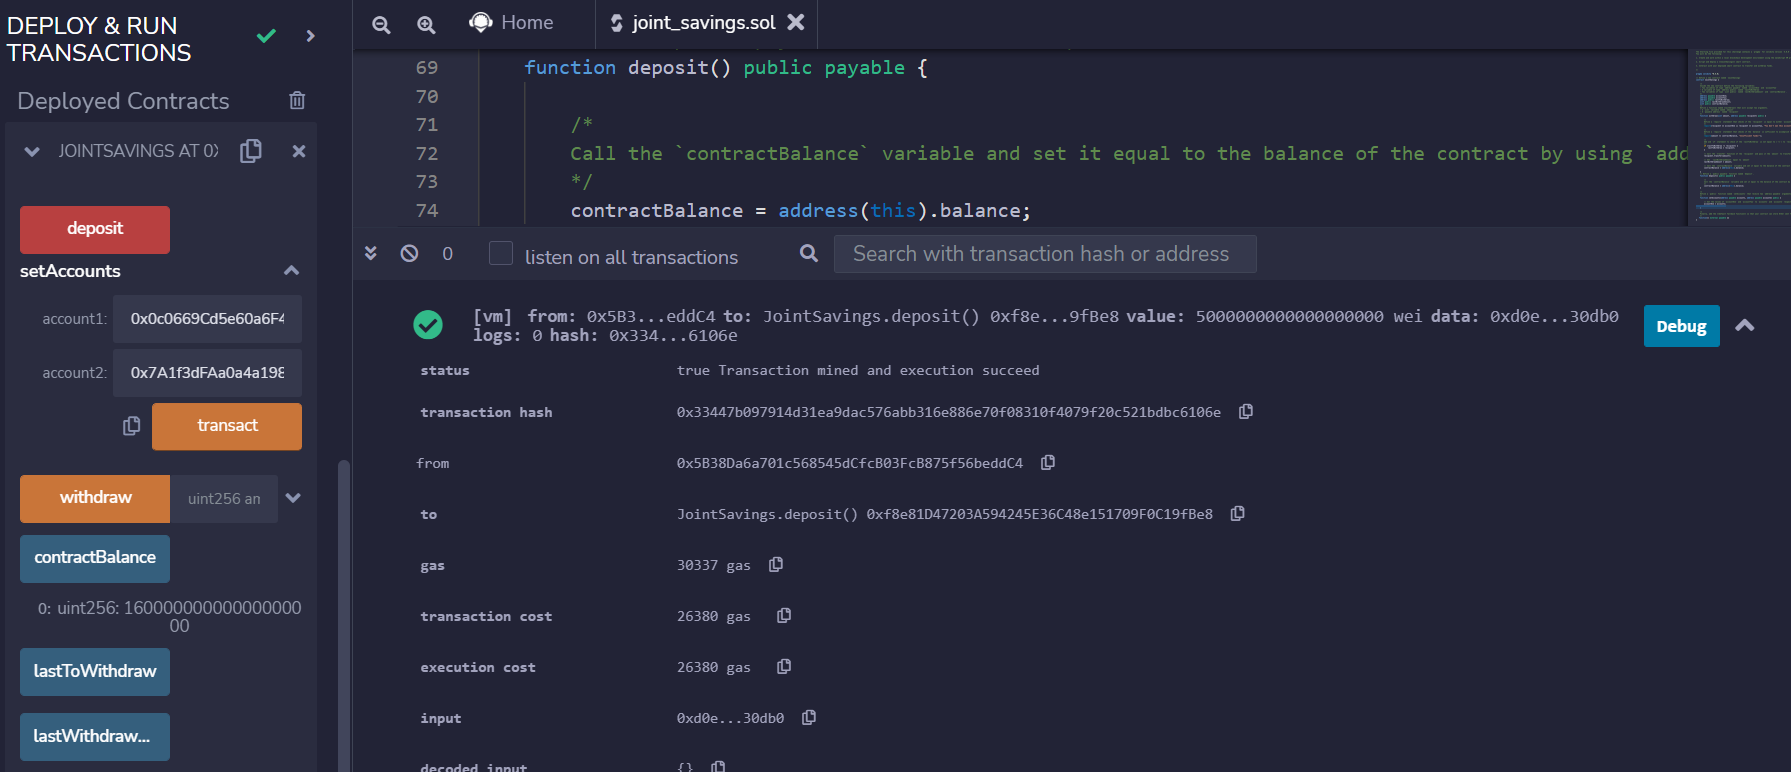 DEPLOY & RUN
TRANSACTIONS
Deployed Contracts
JOINTSAVINGS AT 0X
deposit
setAccounts
account1: 0x0c0669Cd5e60a6F4
account2: 0x7A1f3dFAa0a4a198
transact
withdraw uint256 am
contractBalance
0: uint256: 160000000000000000
00
lastToWithdraw
lastWithdraw...
Home joint_savings.sol
69 function deposit() public payable {
70
71 /*
72 Call the `contractBalance` variable and set it equal to the balance of the contract by using `add
73 */
74 contractBalance = address(this).balance;
0 listen on all transactions Search with transaction hash or address
[vm] from: 0x5B3...eddC4 to: JointSavings.deposit() 0xf8e...9fBe8 value: 5000000000000000000 wei data: 0xd0e...30db0
logs: 0 hash: 0x334...6106e
Debug
status true Transaction mined and execution succeed
transaction hash 0x33447b097914d31ea9dac576abb316e886e70f08310f4079f20c521bdbc6106e
from 0x5B38Da6a701c568545dCfcB03FcB875f56beddC4
to JointSavings.deposit() 0xf8e81D47203A594245E36C48e151709F0C19fBe8
gas 30337 gas
transaction cost 26380 gas
execution cost 26380 gas
input 0xd0e...30db0
decoded input {}